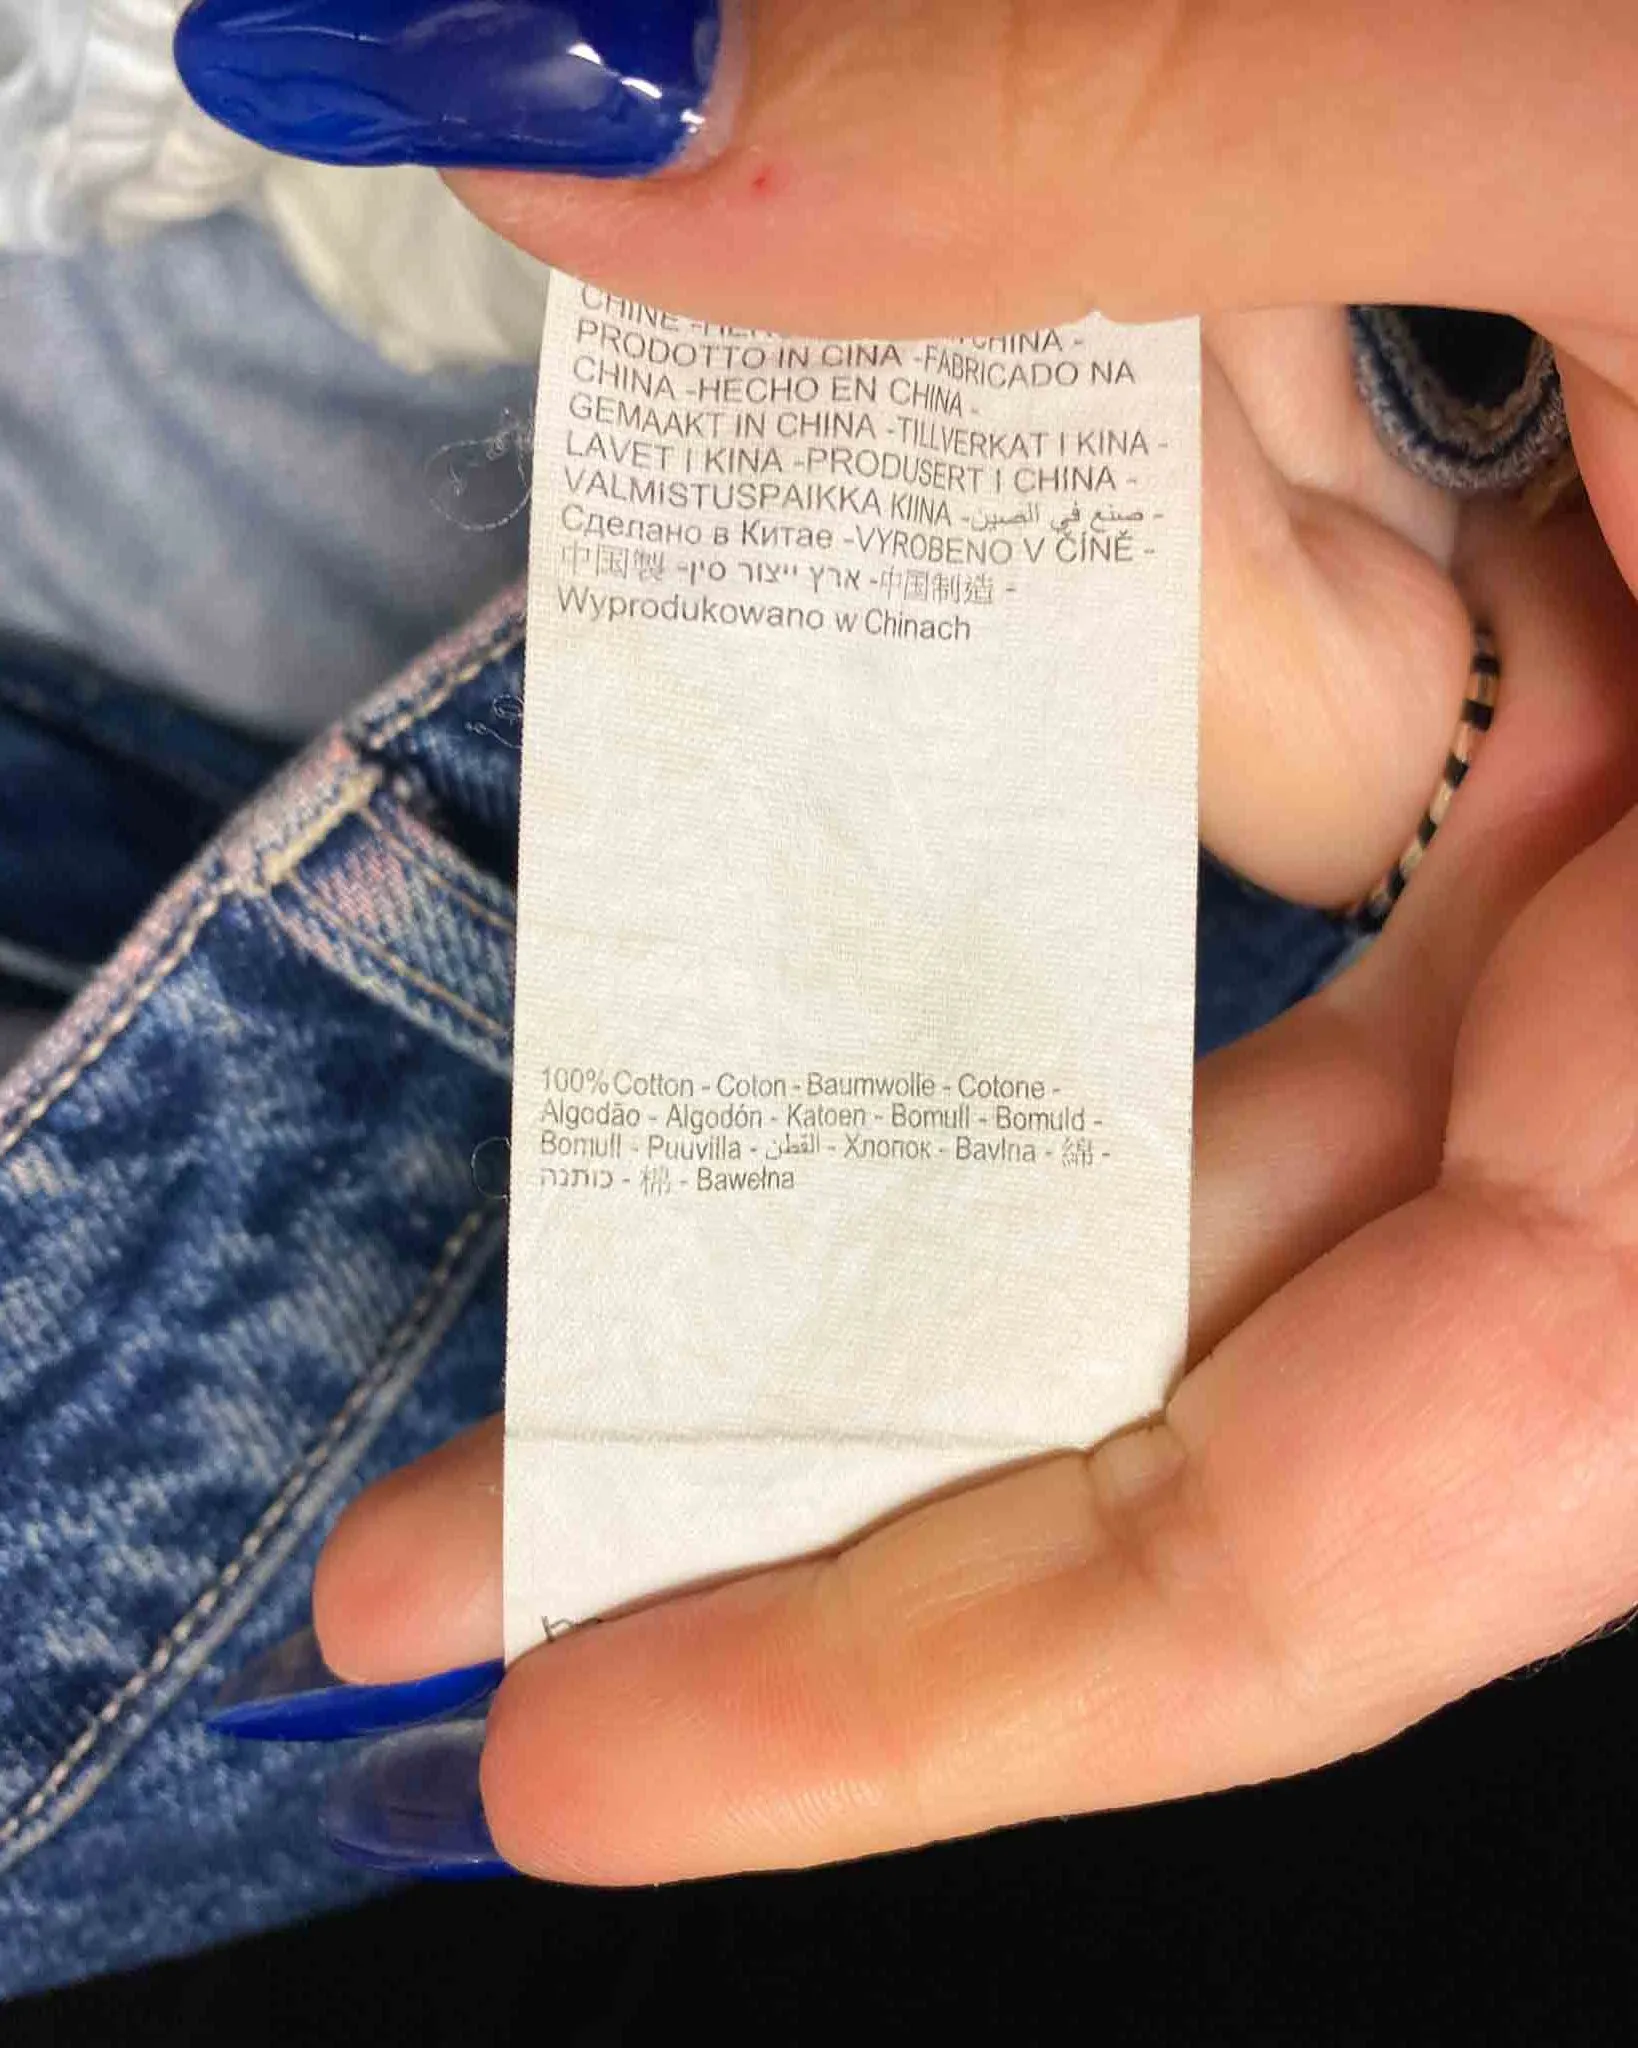 CHINE - CHINA -
PRODOTTO IN CINA -FABRICADO NA
CHINA -HECHO EN CHINA -
GEMAAKT IN CHINA -TILLVERKAT I KINA -
LAVET I KINA -PRODUSERT I CHINA -
VALMISTUSPAIKKA KIINA -صنع في الصين -
Сделано в Китае -VYROBENO V ČÍNĚ -
中国製 -ארץ ייצור סין -中国制造 -
Wyprodukowano w Chinach
100% Cotton - Coton - Baumwolle - Cotone -
Algodão - Algodón - Katoen - Bomull - Bomuld -
Bomull - Puuvilla - القطن - Хлопок - Bavlna - 綿 -
כותנה - 棉 - Bawełna